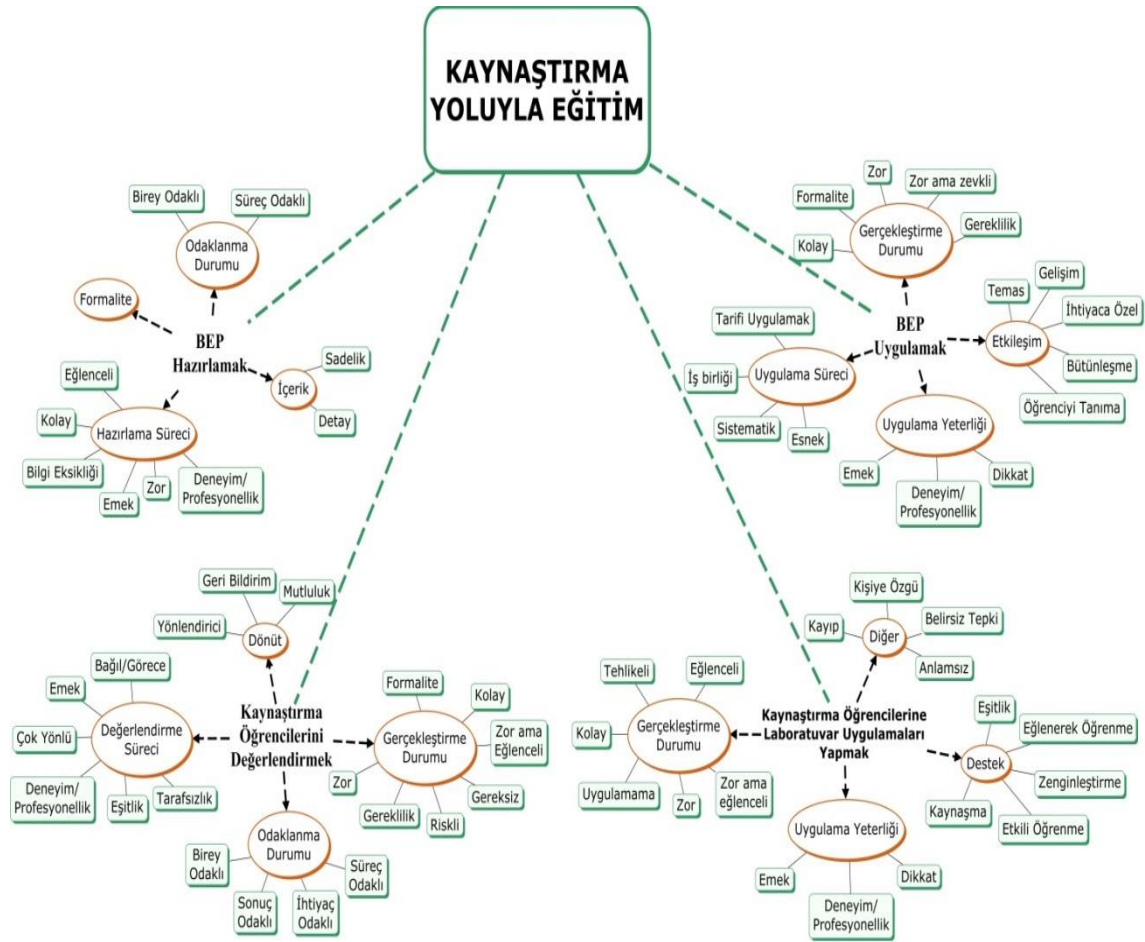 KAYNAŞTIRMA
YOLUYLA EĞİTİM
Birey Odaklı
Süreç Odaklı
Odaklanma
Durumu
Formalite
BEP
Hazırlamak
Sadelik
İçerik
Detay
Eğlenceli
Kolay
Hazırlama Süreci
Bilgi Eksikliği
Emek
Zor
Deneyim/
Profesyonellik
Zor
Zor ama zevkli
Formalite
Gerçekleştirme
Durumu
Gereklilik
Kolay
Gelişim
Temas
İhtiyaca Özel
Etkileşim
Bütünleşme
Öğrenciyi Tanıma
BEP
Uygulamak
Tarifi Uygulamak
İş birliği
Uygulama Süreci
Sistematik
Esnek
Uygulama Yeterliği
Emek
Dikkat
Deneyim/
Profesyonellik
Geri Bildirim
Mutluluk
Yönlendirici
Dönüt
Bağıl/Görece
Emek
Çok Yönlü
Değerlendirme
Süreci
Deneyim/
Profesyonellik
Eşitlik
Tarafsızlık
Kaynaştırma
Öğrencilerini
Değerlendirmek
Formalite
Kolay
Gerçekleştirme
Durumu
Zor ama
Eğlenceli
Zor
Gereksiz
Gereklilik
Riskli
Odaklanma
Durumu
Birey
Odaklı
Süreç
Odaklı
Sonuç
Odaklı
İhtiyaç
Odaklı
Kişiye Özgü
Kayıp
Diğer
Belirsiz Tepki
Anlamsız
Tehlikeli
Eğlenceli
Kolay
Gerçekleştirme
Durumu
Uygulamama
Zor
Zor ama
eğlenceli
Kaynaştırma Öğrencilerine
Laboratuvar Uygulamaları
Yapmak
Eşitlik
Eğlenerek Öğrenme
Destek
Zenginleştirme
Kaynaşma
Etkili Öğrenme
Uygulama Yeterliği
Emek
Dikkat
Deneyim/
Profesyonellik